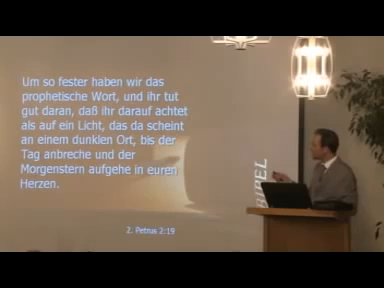 Um so fester haben wir das
prophetische Wort, und ihr tut
gut daran, daß ihr darauf achtet
als auf ein Licht, das da scheint
an einem dunklen Ort, bis der
Tag anbreche und der
Morgenstern aufgehe in euren
Herzen.
2. Petrus 2:19
BIPEL